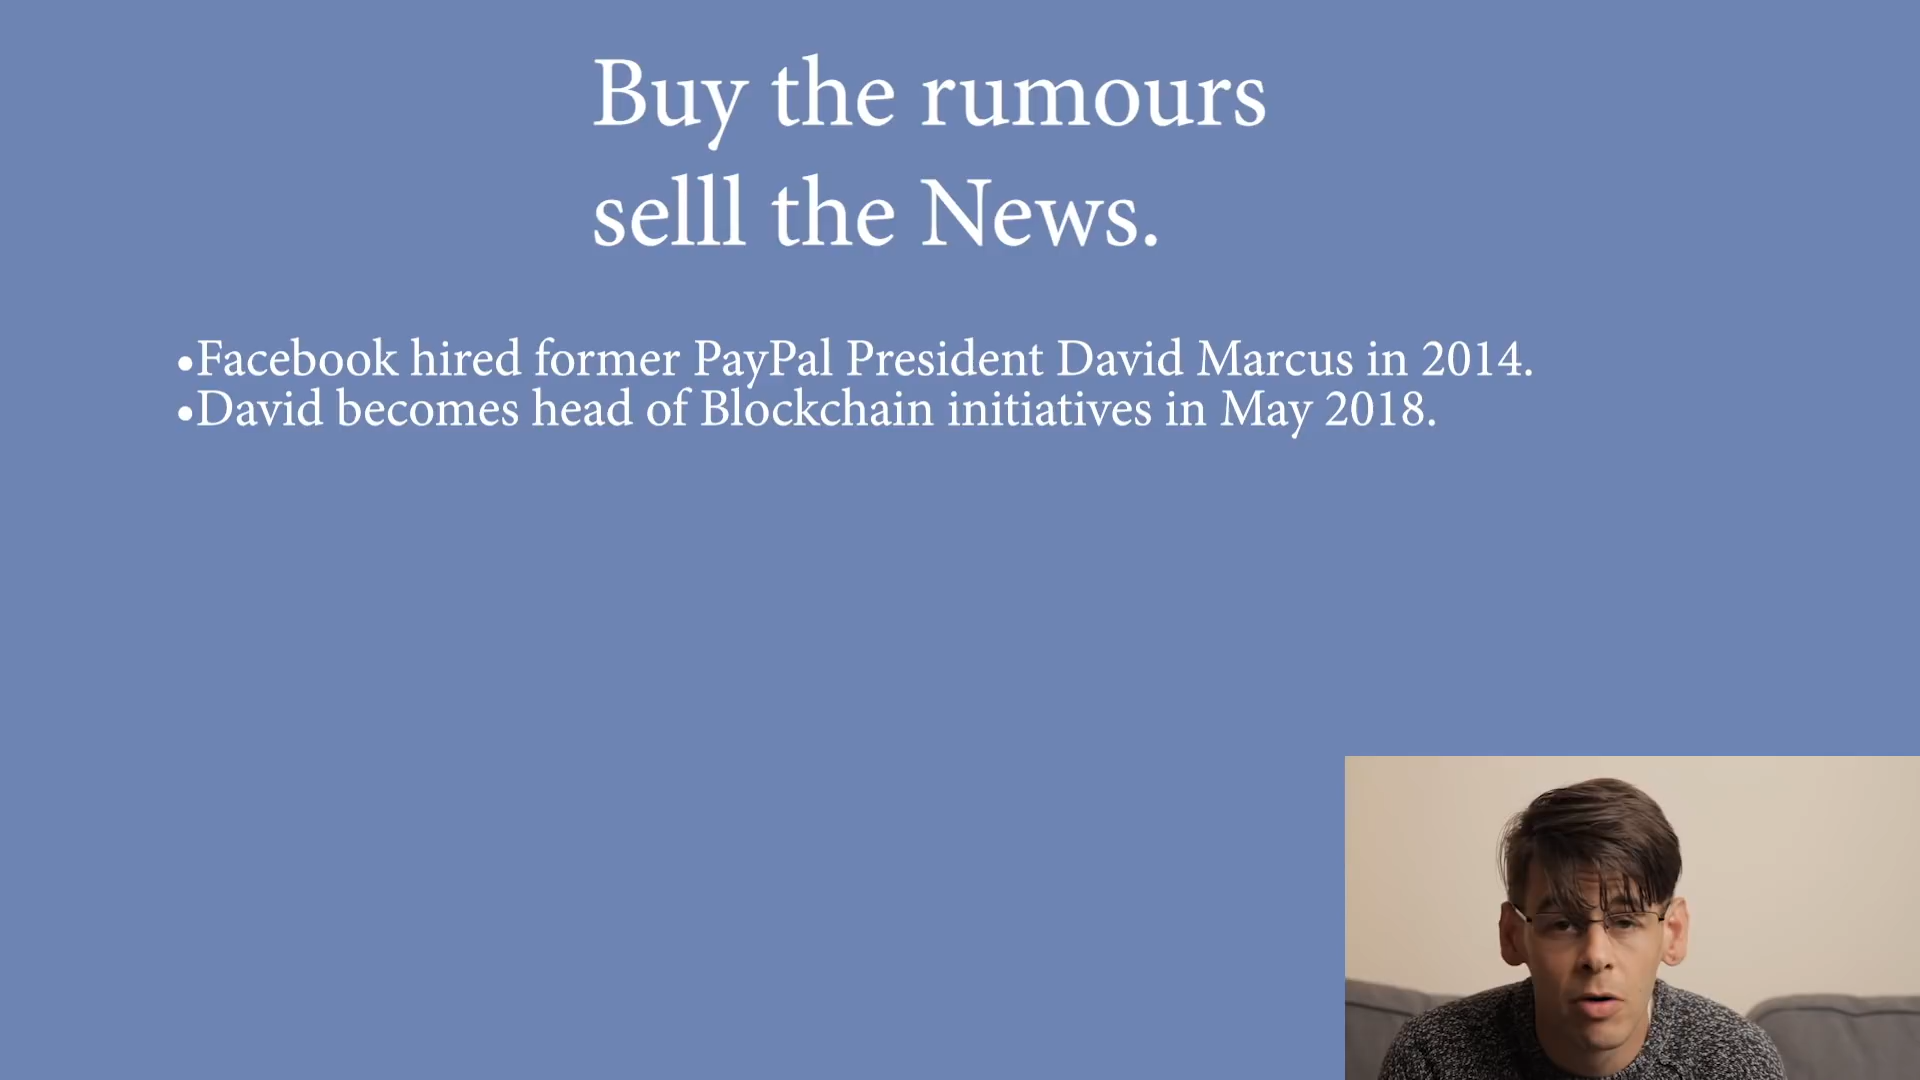 Buy the rumours
selll the News.
•Facebook hired former PayPal President David Marcus in 2014.
•David becomes head of Blockchain initiatives in May 2018.